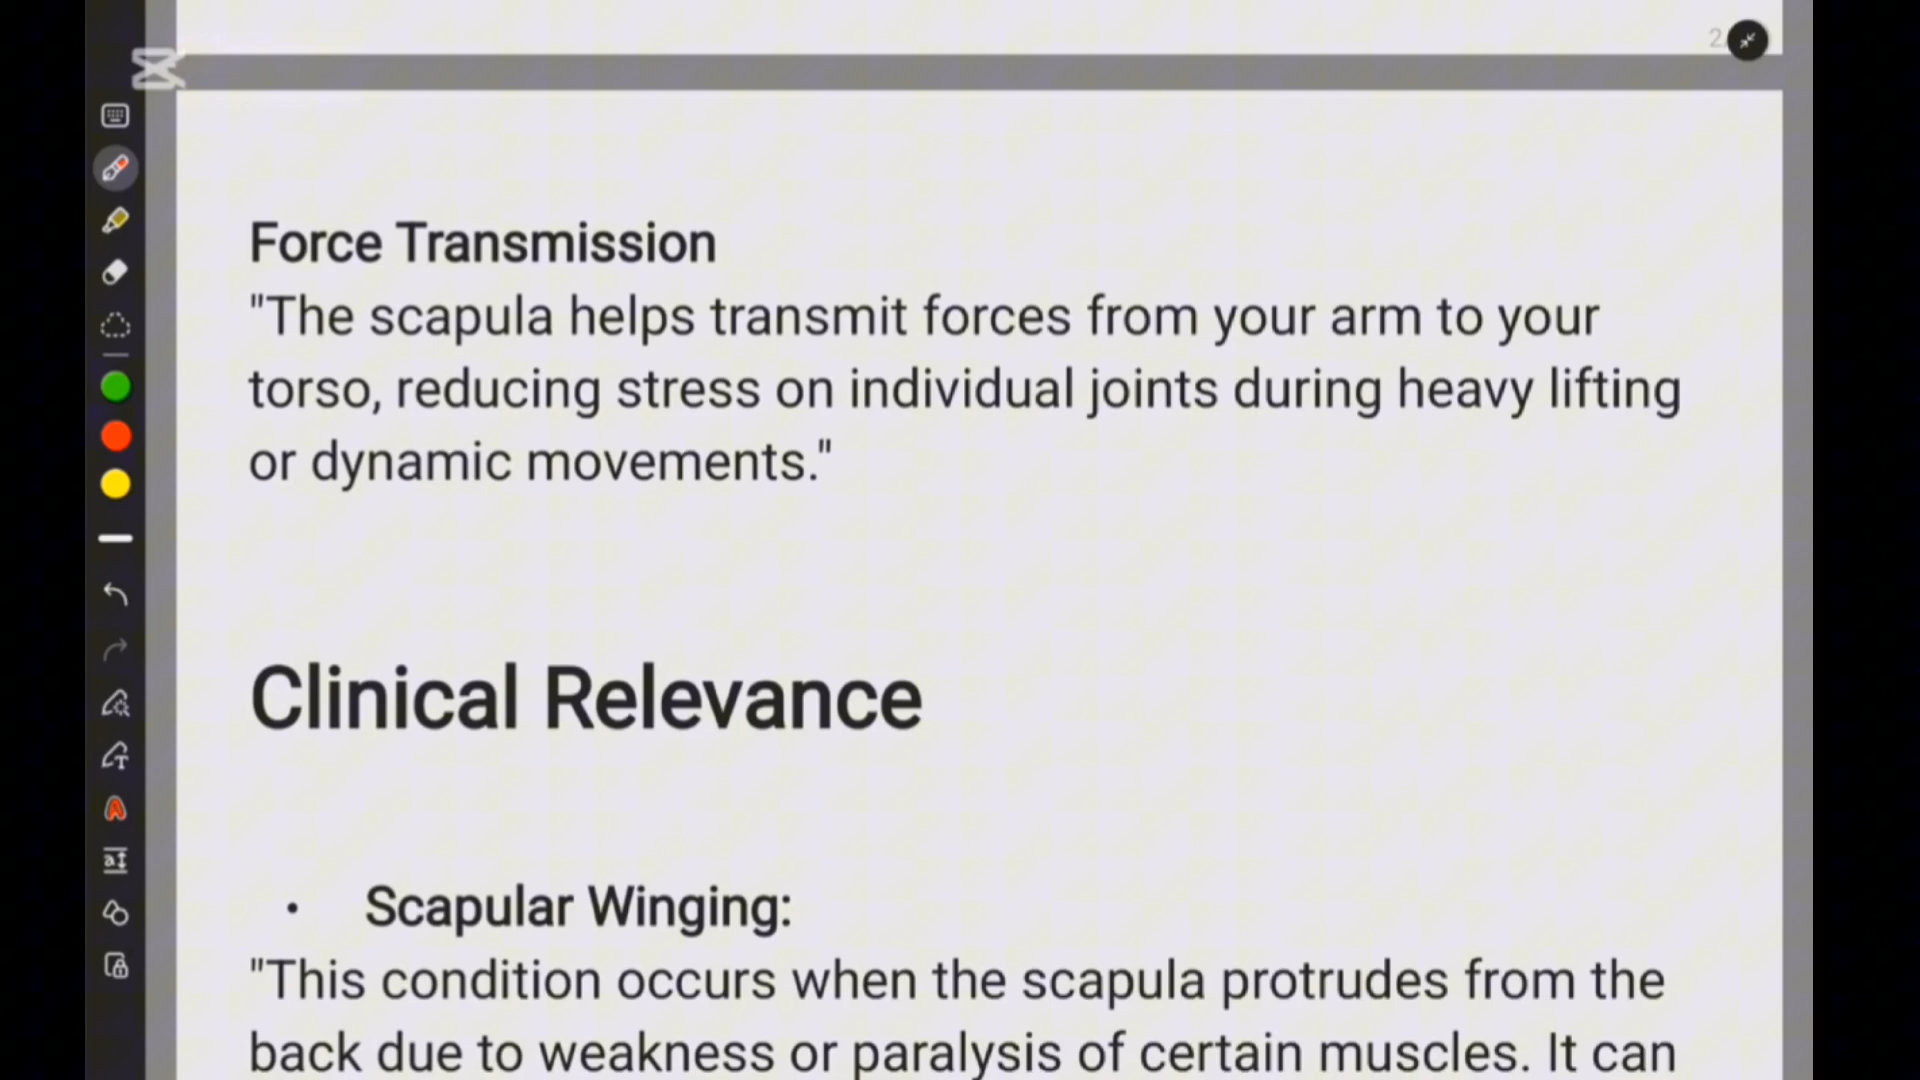 2
Force Transmission
"The scapula helps transmit forces from your arm to your
torso, reducing stress on individual joints during heavy lifting
or dynamic movements."
Clinical Relevance
• Scapular Winging:
"This condition occurs when the scapula protrudes from the
back due to weakness or paralysis of certain muscles. It can